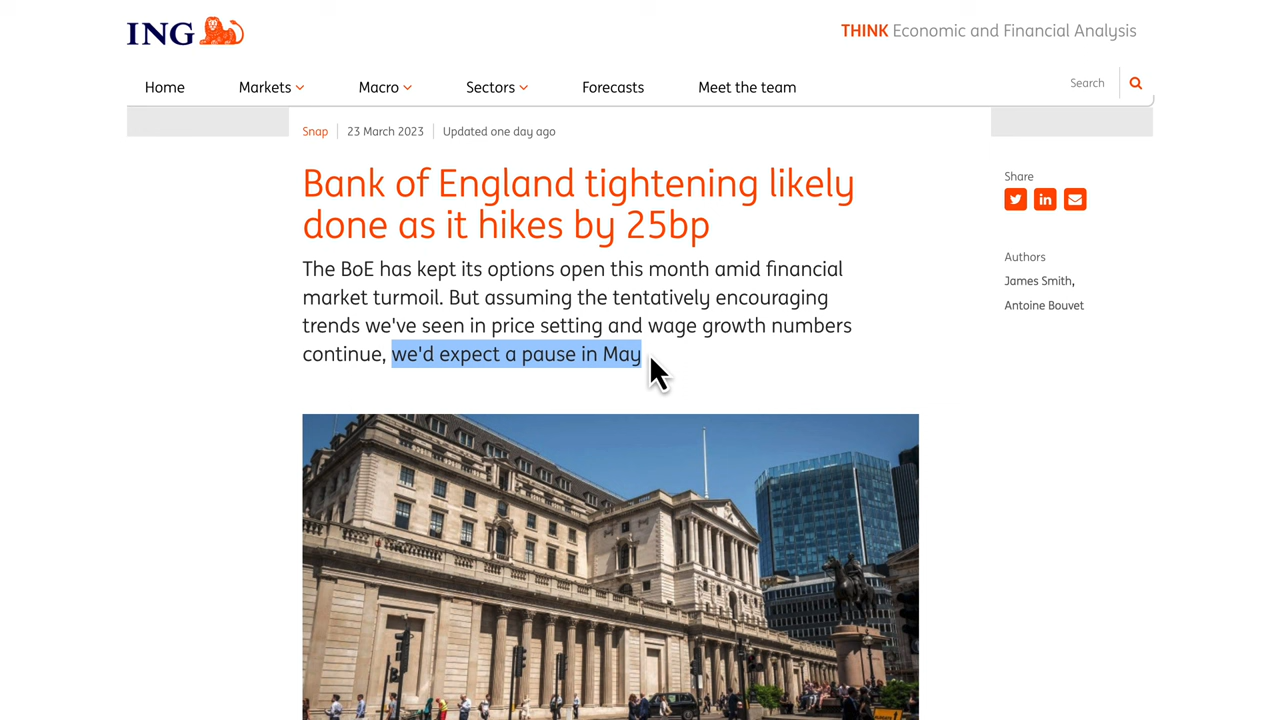 ING
THINK Economic and Financial Analysis
Home
Markets
Macro
Sectors
Forecasts
Meet the team
Search
Snap
23 March 2023
Updated one day ago
Bank of England tightening likely
done as it hikes by 25bp
The BoE has kept its options open this month amid financial
market turmoil. But assuming the tentatively encouraging
trends we've seen in price setting and wage growth numbers
continue, we'd expect a pause in May
Share
in
Authors
James Smith,
Antoine Bouvet